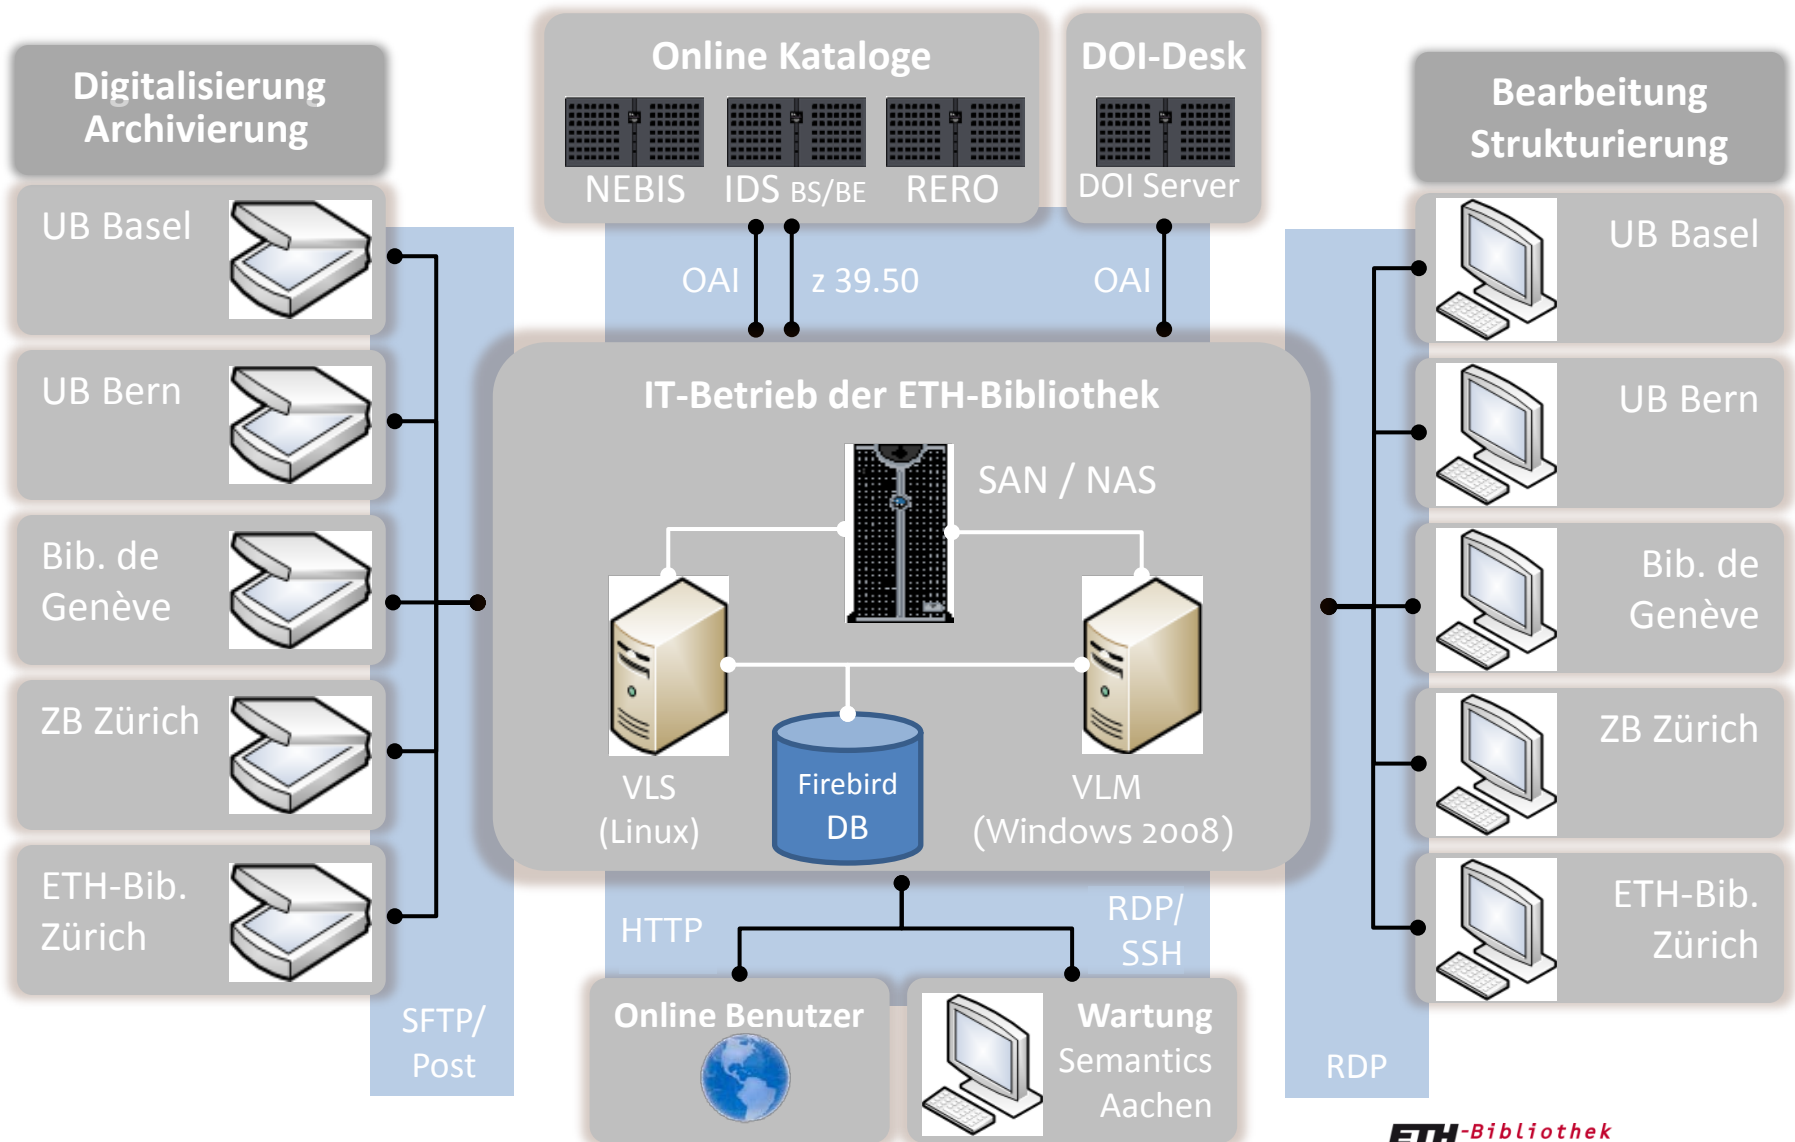 Digitalisierung
Archivierung
UB Basel
UB Bern
Bib. de
Genève
ZB Zürich
ETH-Bib.
Zürich
SFTP/
Post
Online Kataloge
NEBIS
IDS BS/BE
RERO
DOI-Desk
DOI Server
OAI
z 39.50
OAI
IT-Betrieb der ETH-Bibliothek
SAN / NAS
VLS
(Linux)
Firebird
DB
VLM
(Windows 2008)
HTTP
RDP/
SSH
Online Benutzer
Wartung
Semantics
Aachen
Bearbeitung
Strukturierung
UB Basel
UB Bern
Bib. de
Genève
ZB Zürich
ETH-Bib.
Zürich
RDP
ETH-Bibliothek